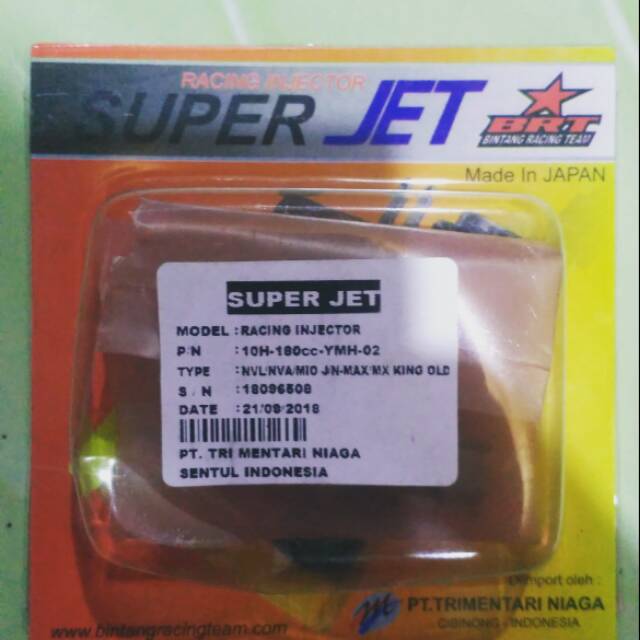 RACING INJECTOR
SUPER JET
BRT
BINTANG RACING TEAM
Made In JAPAN
SUPER JET
MODEL : RACING INJECTOR
P/N : 10H-180cc-YMH-02
TYPE : NVL/NVA/MIO J/N-MAX/MX KING OLD
S / N : 18096508
DATE : 21/09/2018
PT. TRI MENTARI NIAGA
SENTUL INDONESIA
Diimport oleh :
PT.TRIMENTARI NIAGA
CIBINONG - INDONESIA
www.bintangracingteam.com